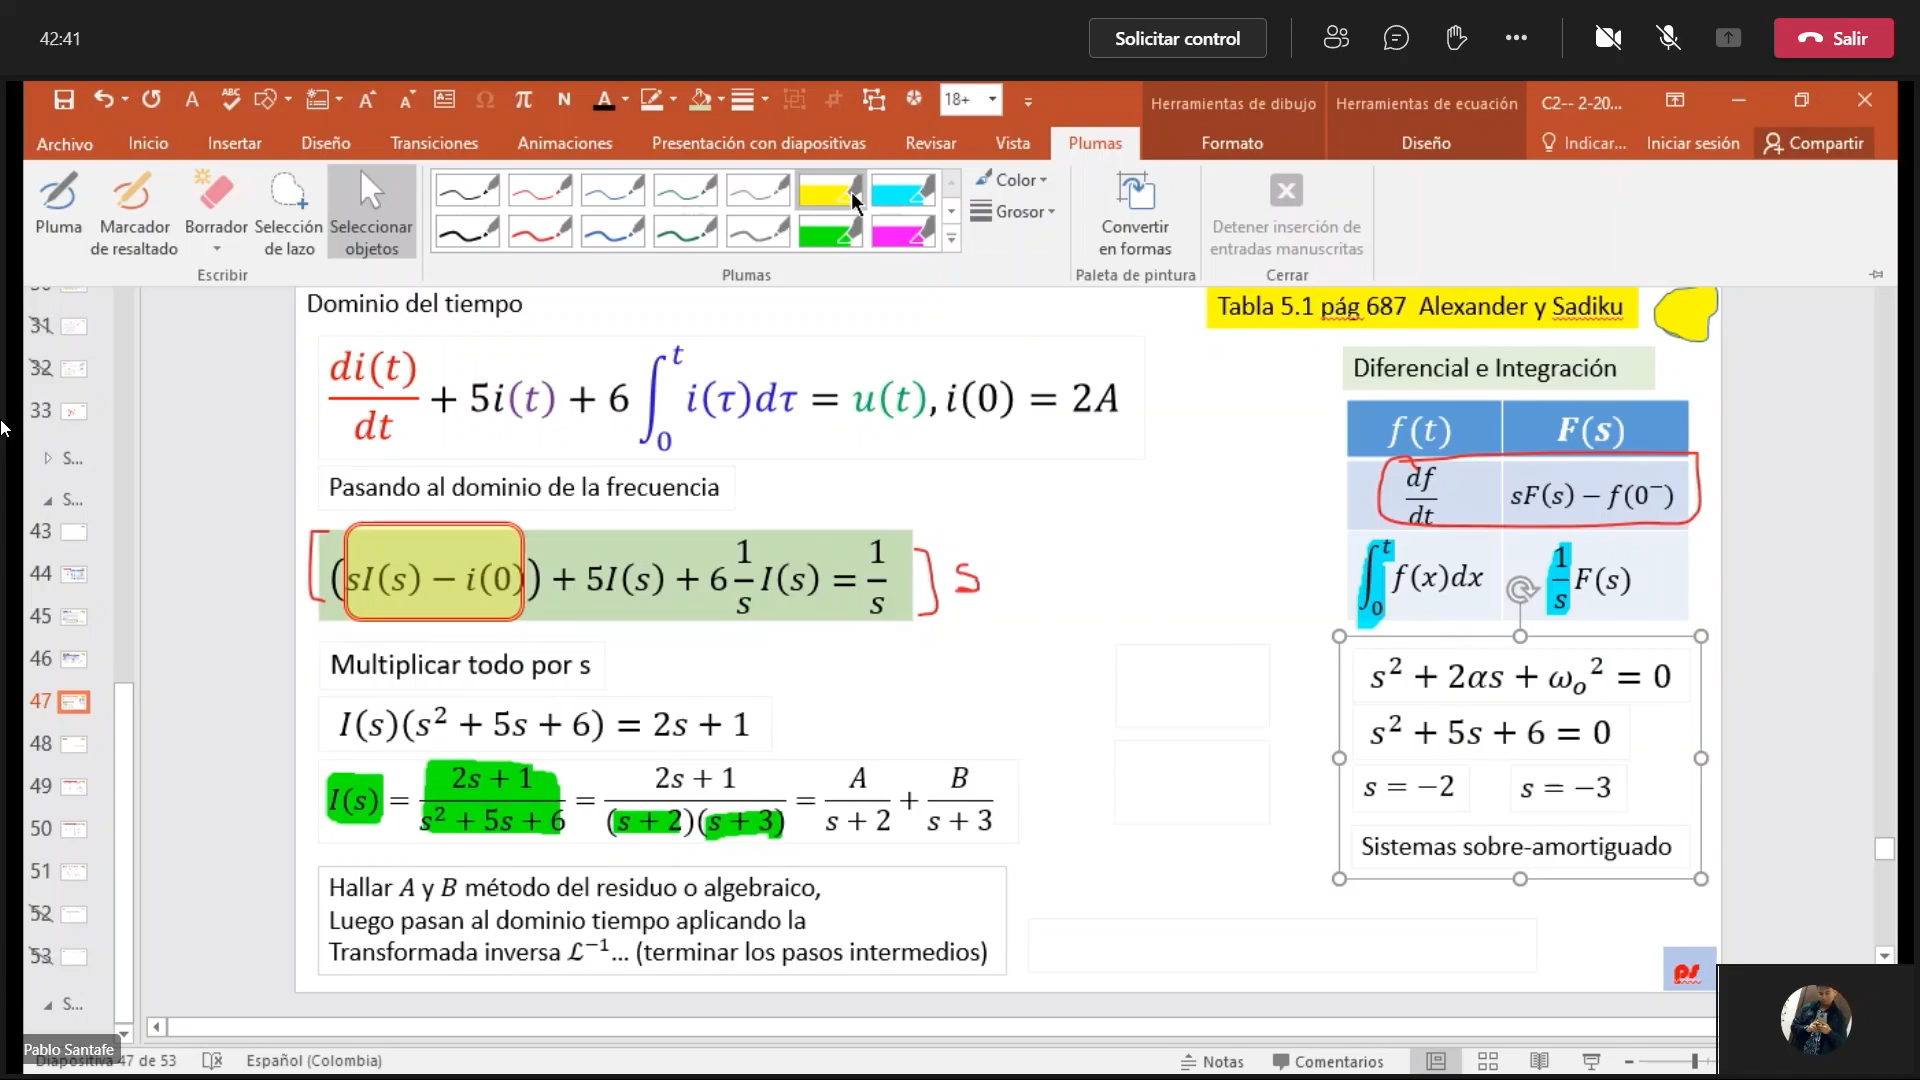 42:41
Solicitar control
Salir
18+
Herramientas de dibujo
Herramientas de ecuación
C2-- 2-20...
Archivo
Inicio
Insertar
Diseño
Transiciones
Animaciones
Presentación con diapositivas
Revisar
Vista
Plumas
Formato
Diseño
Indicar...
Iniciar sesión
Compartir
Pluma
Marcador de resaltado
Borrador
Selección de lazo
Seleccionar objetos
Color
Grosor
Convertir en formas
Detener inserción de entradas manuscritas
Escribir
Plumas
Paleta de pintura
Cerrar
31
32
33
S...
S...
43
44
45
46
47
48
49
50
51
52
53
S...
Dominio del tiempo
Tabla 5.1 pág 687 Alexander y Sadiku
di(t)/dt + 5i(t) + 6 ∫₀ᵗ i(τ)dτ = u(t), i(0) = 2A
Pasando al dominio de la frecuencia
[(sI(s) − i(0)) + 5I(s) + 6 1/s I(s) = 1/s] s
Multiplicar todo por s
I(s)(s² + 5s + 6) = 2s + 1
I(s) = (2s + 1)/(s² + 5s + 6) = (2s + 1)/((s + 2)(s + 3)) = A/(s + 2) + B/(s + 3)
Hallar A y B método del residuo o algebraico,
Luego pasan al dominio tiempo aplicando la
Transformada inversa ℒ⁻¹... (terminar los pasos intermedios)
Diferencial e Integración
f(t) F(s)
df/dt sF(s) − f(0⁻)
∫₀ᵗ f(x)dx 1/s F(s)
s² + 2αs + ωₒ² = 0
s² + 5s + 6 = 0
s = −2 s = −3
Sistemas sobre-amortiguado
ps
Pablo Santafe
Diapositiva 47 de 53
Español (Colombia)
Notas
Comentarios